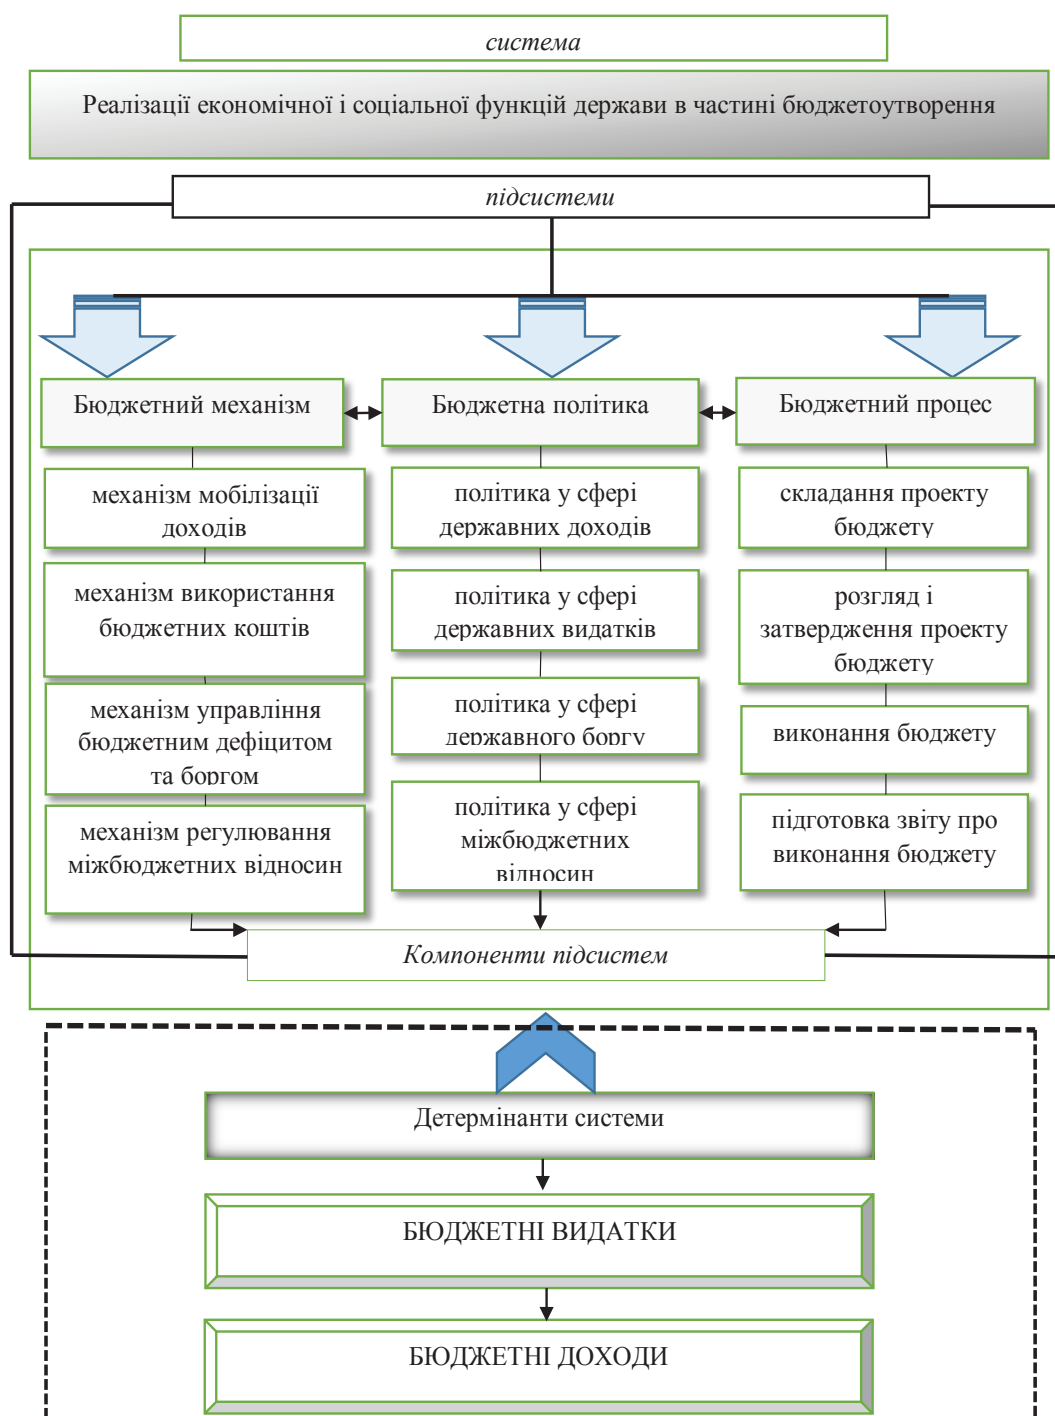 система
Реалізації економічної і соціальної функцій держави в частині бюджетоутворення
підсистеми
Бюджетний механізм
механізм мобілізації
доходів
механізм використання
бюджетних коштів
механізм управління
бюджетним дефіцитом
та боргом
механізм регулювання
міжбюджетних відносин
Бюджетна політика
політика у сфері
державних доходів
політика у сфері
державних видатків
політика у сфері
державного боргу
політика у сфері
міжбюджетних
відносин
Бюджетний процес
складання проекту
бюджету
розгляд і
затвердження проекту
бюджету
виконання бюджету
підготовка звіту про
виконання бюджету
Компоненти підсистем
Детермінанти системи
БЮДЖЕТНІ ВИДАТКИ
БЮДЖЕТНІ ДОХОДИ